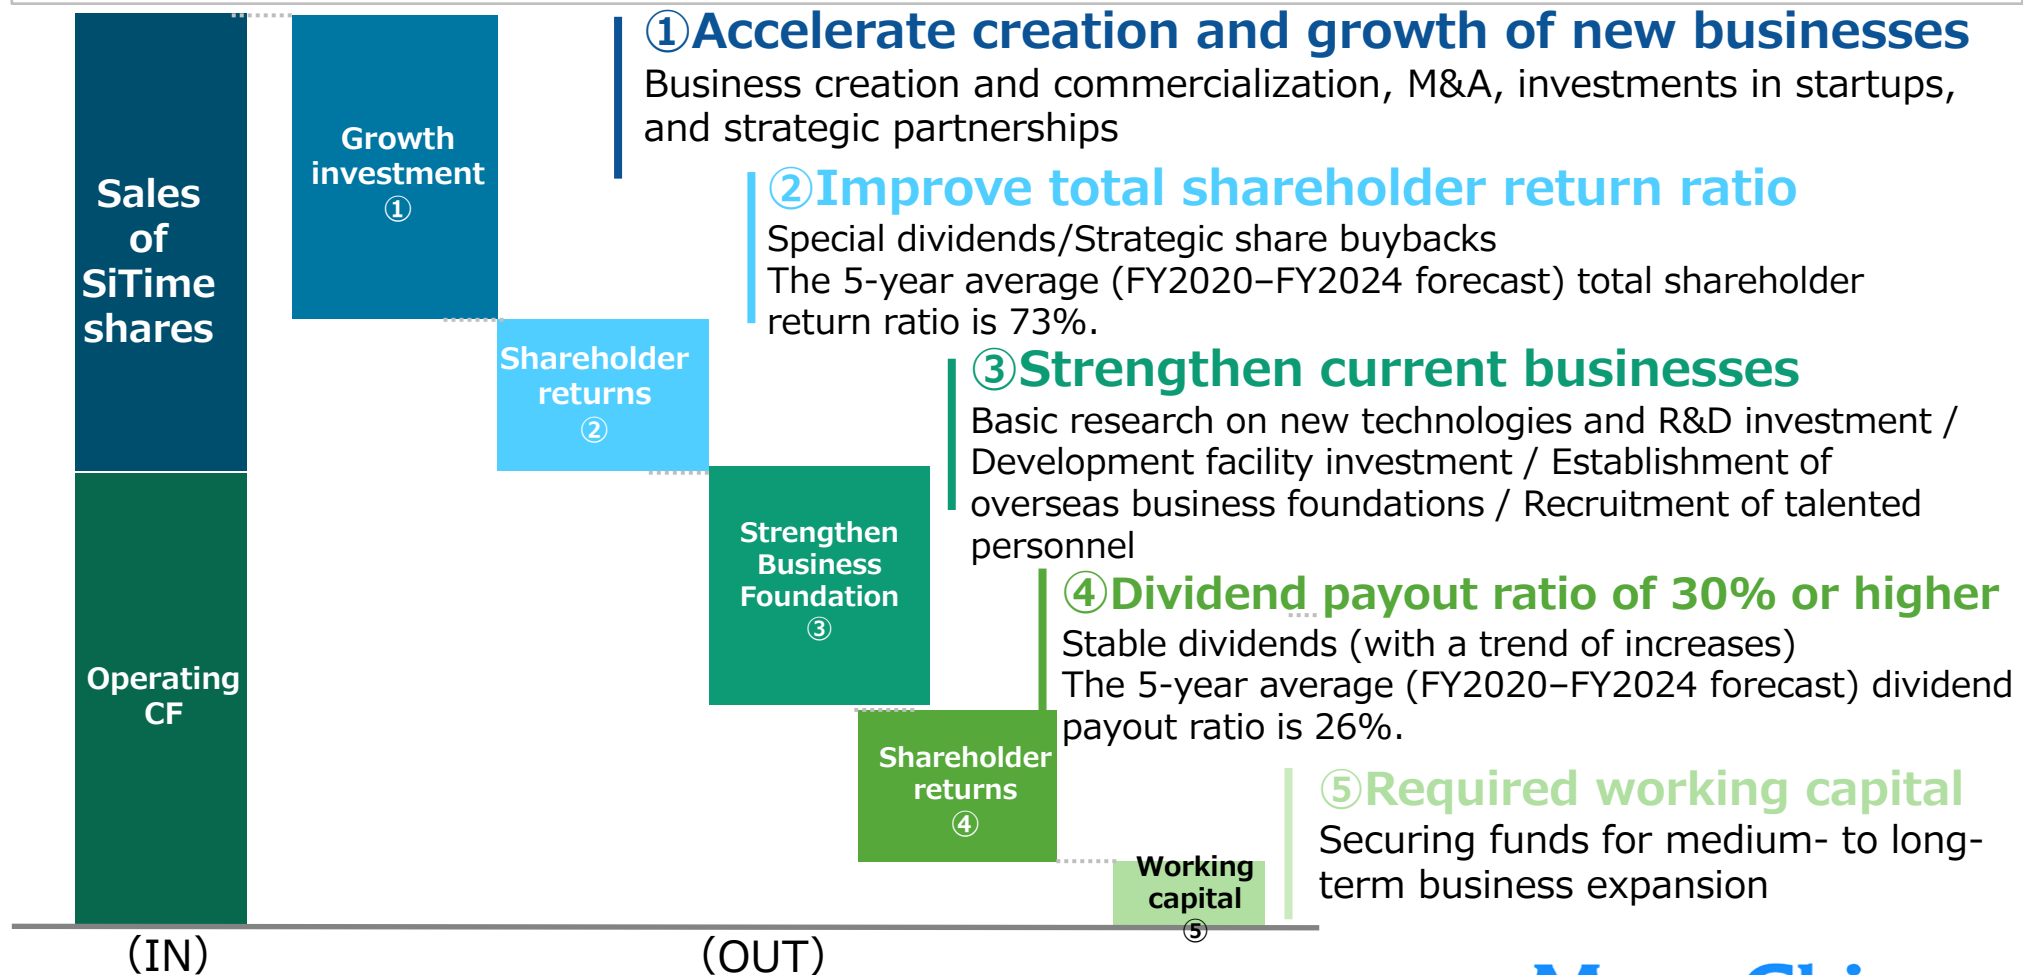 Sales
of
SiTime
shares
Operating
CF
(IN)
Growth
investment
①
Shareholder
returns
②
Strengthen
Business
Foundation
③
Shareholder
returns
④
Working
capital
⑤
(OUT)
①Accelerate creation and growth of new businesses
Business creation and commercialization, M&A, investments in startups,
and strategic partnerships
②Improve total shareholder return ratio
Special dividends/Strategic share buybacks
The 5-year average (FY2020–FY2024 forecast) total shareholder
return ratio is 73%.
③Strengthen current businesses
Basic research on new technologies and R&D investment /
Development facility investment / Establishment of
overseas business foundations / Recruitment of talented
personnel
④Dividend payout ratio of 30% or higher
Stable dividends (with a trend of increases)
The 5-year average (FY2020–FY2024 forecast) dividend
payout ratio is 26%.
⑤Required working capital
Securing funds for medium- to long-
term business expansion